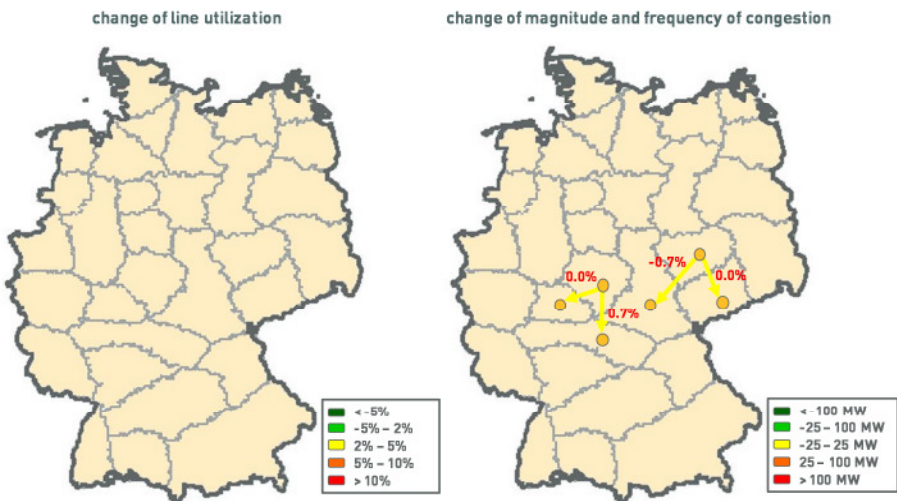 change of line utilization
change of magnitude and frequency of congestion
-0.7%
0.0%
0.0%
0.7%
<-5%
-5% – 2%
2% – 5%
5% – 10%
> 10%
<-100 MW
-25 – 100 MW
-25 – 25 MW
25 – 100 MW
> 100 MW